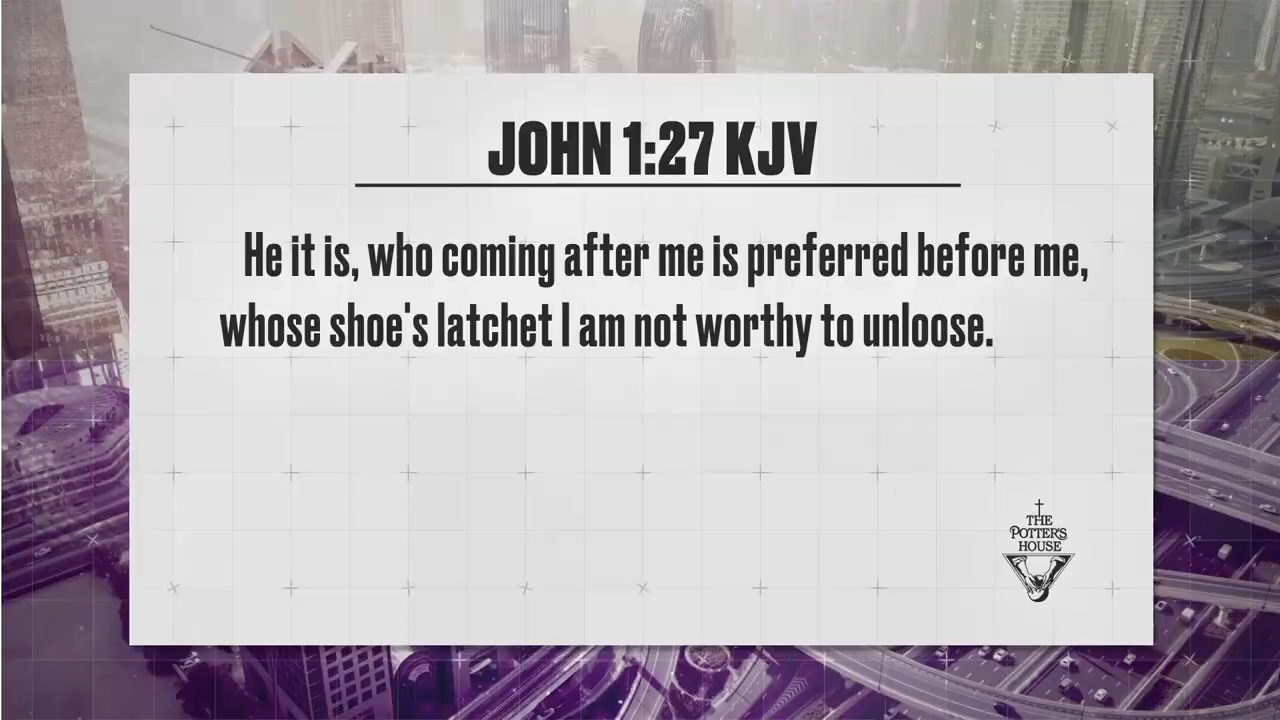 JOHN 1:27 KJV
He it is, who coming after me is preferred before me,
whose shoe's latchet I am not worthy to unloose.
THE
POTTER'S
HOUSE